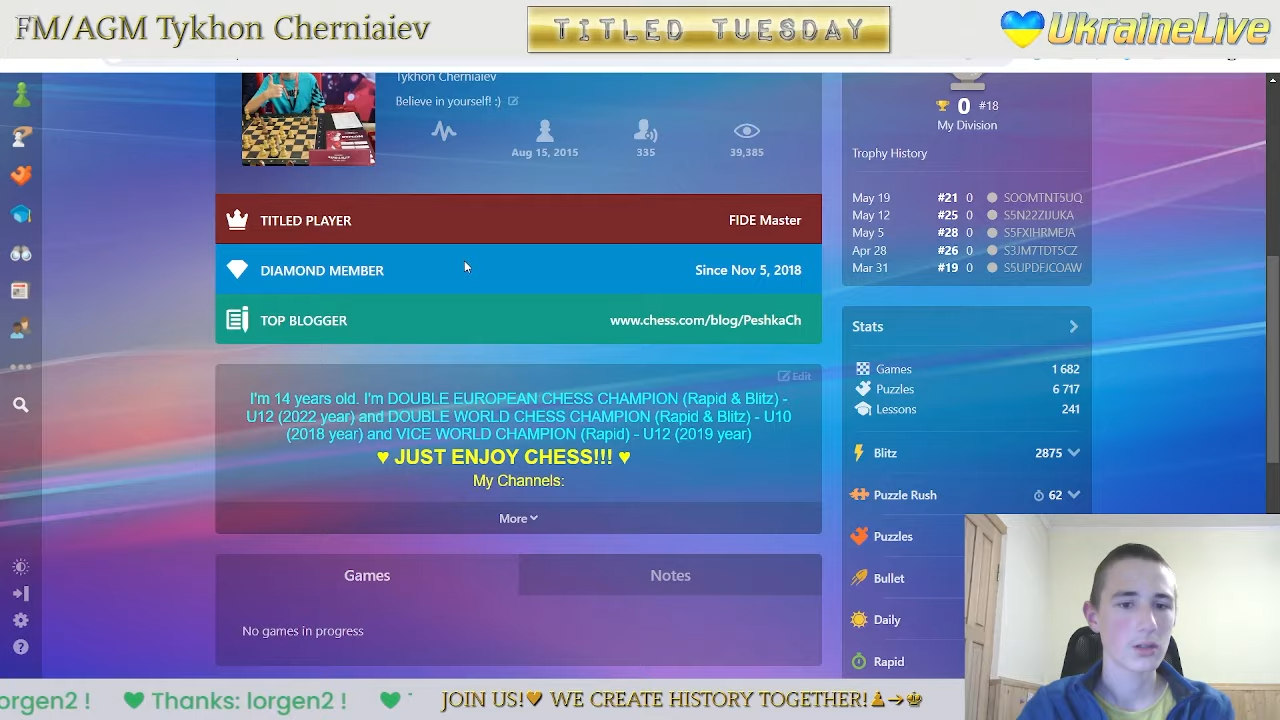 FM/AGM Tykhon Cherniaiev
TITLED TUESDAY
UkraineLive
Tykhon Cherniaiev
Believe in yourself! :)
Aug 15, 2015
335
39,385
TITLED PLAYER
FIDE Master
DIAMOND MEMBER
Since Nov 5, 2018
TOP BLOGGER
www.chess.com/blog/PeshkaCh
Edit
I'm 14 years old. I'm DOUBLE EUROPEAN CHESS CHAMPION (Rapid & Blitz) -
U12 (2022 year) and DOUBLE WORLD CHESS CHAMPION (Rapid & Blitz) - U10
(2018 year) and VICE WORLD CHAMPION (Rapid) - U12 (2019 year)
♥ JUST ENJOY CHESS!!! ♥
My Channels:
More
Games
Notes
No games in progress
0 #18
My Division
Trophy History
May 19 #21 0 SOOMTNT5UQ
May 12 #25 0 S5N22ZIJUKA
May 5 #28 0 S5FXIHRMEJA
Apr 28 #26 0 S3JM7TDT5CZ
Mar 31 #19 0 S5UPDFJCOAW
Stats
Games 1 682
Puzzles 6 717
Lessons 241
Blitz 2875
Puzzle Rush 62
Puzzles
Bullet
Daily
Rapid
orgen2 ! Thanks: lorgen2 !
JOIN US! WE CREATE HISTORY TOGETHER!